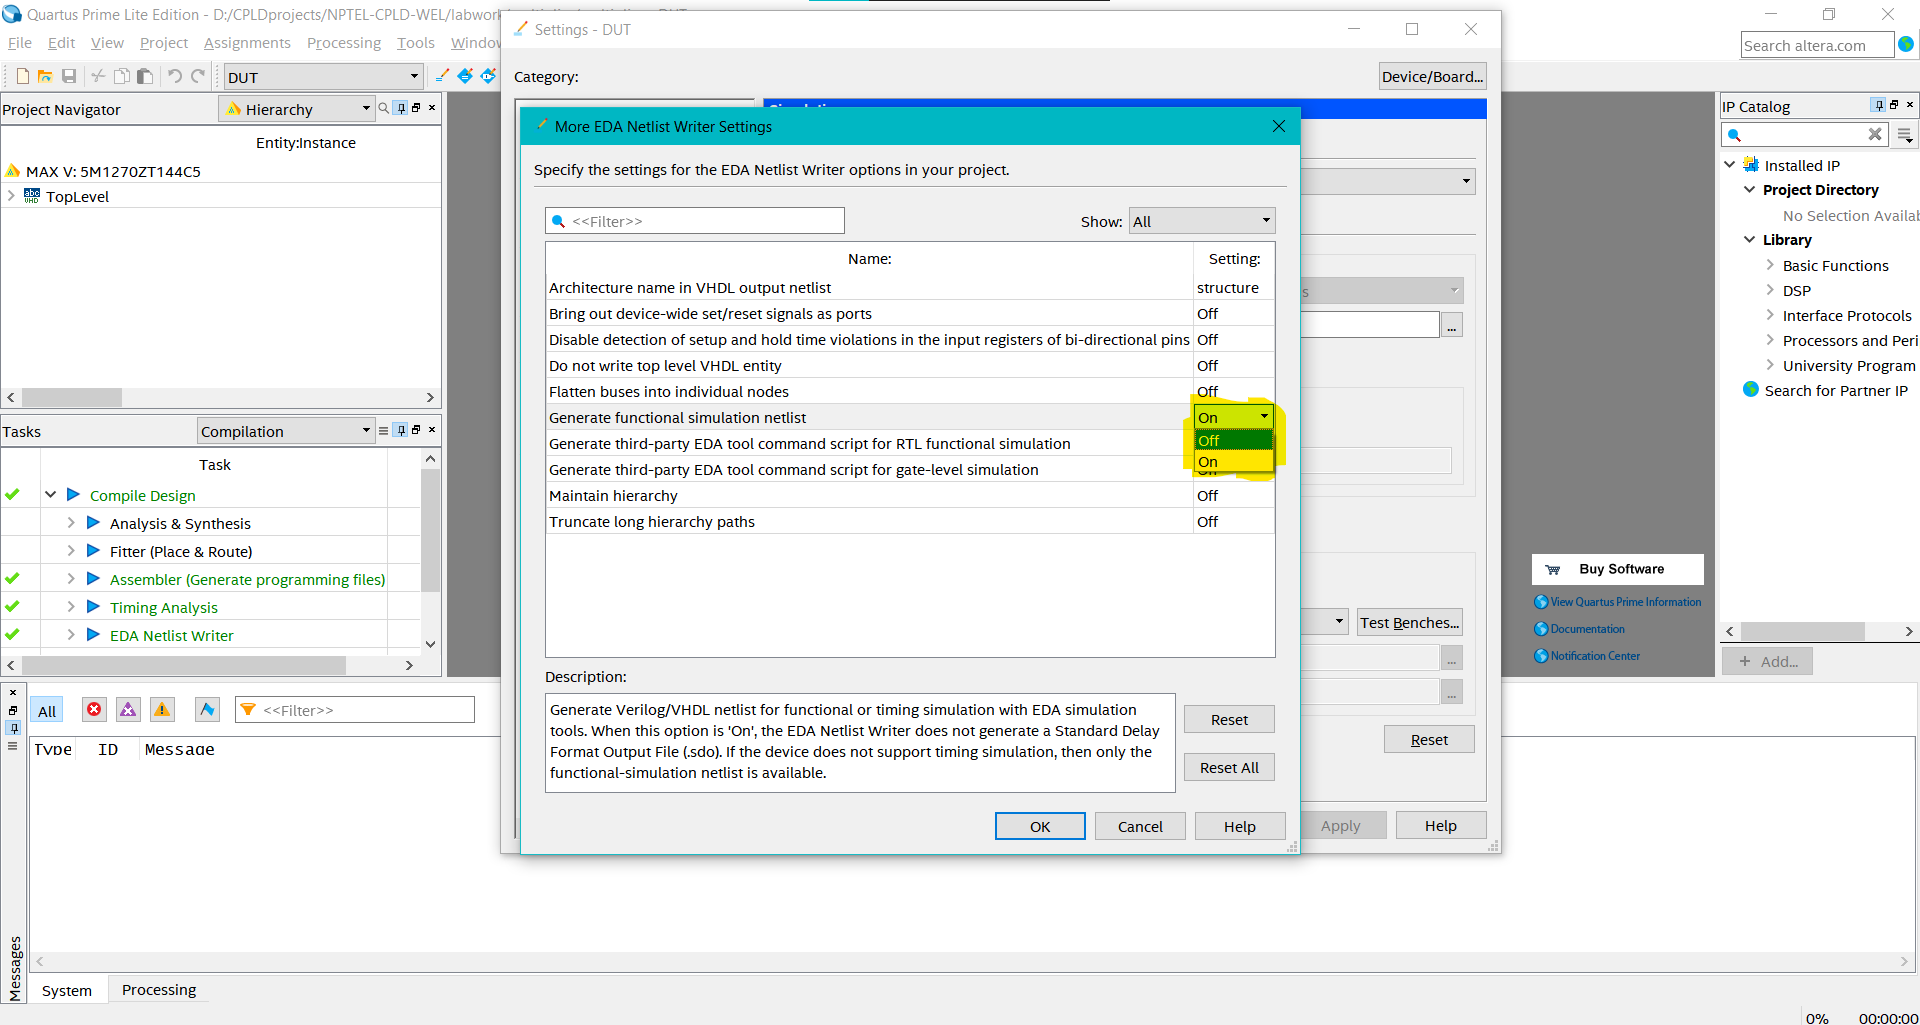 Quartus Prime Lite Edition - D:/CPLDprojects/NPTEL-CPLD-WEL/labwork
File Edit View Project Assignments Processing Tools Window
Search altera.com
DUT
Settings - DUT
Category:
Device/Board...
Project Navigator
Hierarchy
Entity:Instance
MAX V: 5M1270ZT144C5
TopLevel
More EDA Netlist Writer Settings
Specify the settings for the EDA Netlist Writer options in your project.
<<Filter>>
Show: All
Name: Setting:
Architecture name in VHDL output netlist structure
Bring out device-wide set/reset signals as ports Off
Disable detection of setup and hold time violations in the input registers of bi-directional pins Off
Do not write top level VHDL entity Off
Flatten buses into individual nodes Off
Generate functional simulation netlist On
Off
On
Generate third-party EDA tool command script for RTL functional simulation
Generate third-party EDA tool command script for gate-level simulation
Maintain hierarchy Off
Truncate long hierarchy paths Off
Description:
Generate Verilog/VHDL netlist for functional or timing simulation with EDA simulation
tools. When this option is 'On', the EDA Netlist Writer does not generate a Standard Delay
Format Output File (.sdo). If the device does not support timing simulation, then only the
functional-simulation netlist is available.
Reset
Reset All
OK
Cancel
Help
...
Test Benches...
...
...
Reset
Apply
Help
IP Catalog
Installed IP
Project Directory
No Selection Availab
Library
Basic Functions
DSP
Interface Protocols
Processors and Peri
University Program
Search for Partner IP
+ Add...
Buy Software
View Quartus Prime Information
Documentation
Notification Center
Tasks
Compilation
Task
Compile Design
Analysis & Synthesis
Fitter (Place & Route)
Assembler (Generate programming files)
Timing Analysis
EDA Netlist Writer
All
<<Filter>>
Type ID Message
Messages
System
Processing
0% 00:00:00